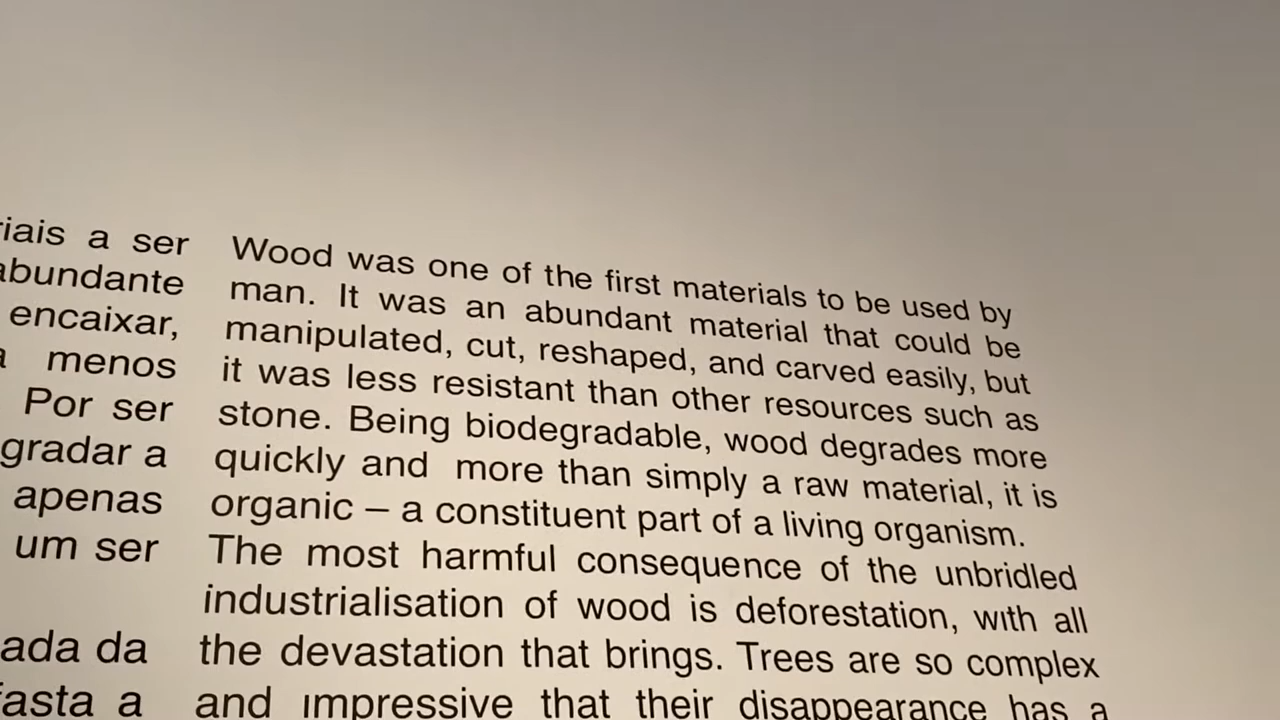 a ser
abundante
encaixar,
menos
Por ser
gradar a
apenas
um ser
ada da
asta a
Wood was one of the first materials to be used by
man. It was an abundant material that could be
manipulated, cut, reshaped, and carved easily, but
it was less resistant than other resources such as
stone. Being biodegradable, wood degrades more
quickly and more than simply a raw material, it is
organic – a constituent part of a living organism.
The most harmful consequence of the unbridled
industrialisation of wood is deforestation, with all
the devastation that brings. Trees are so complex
and impressive that their disappearance has a